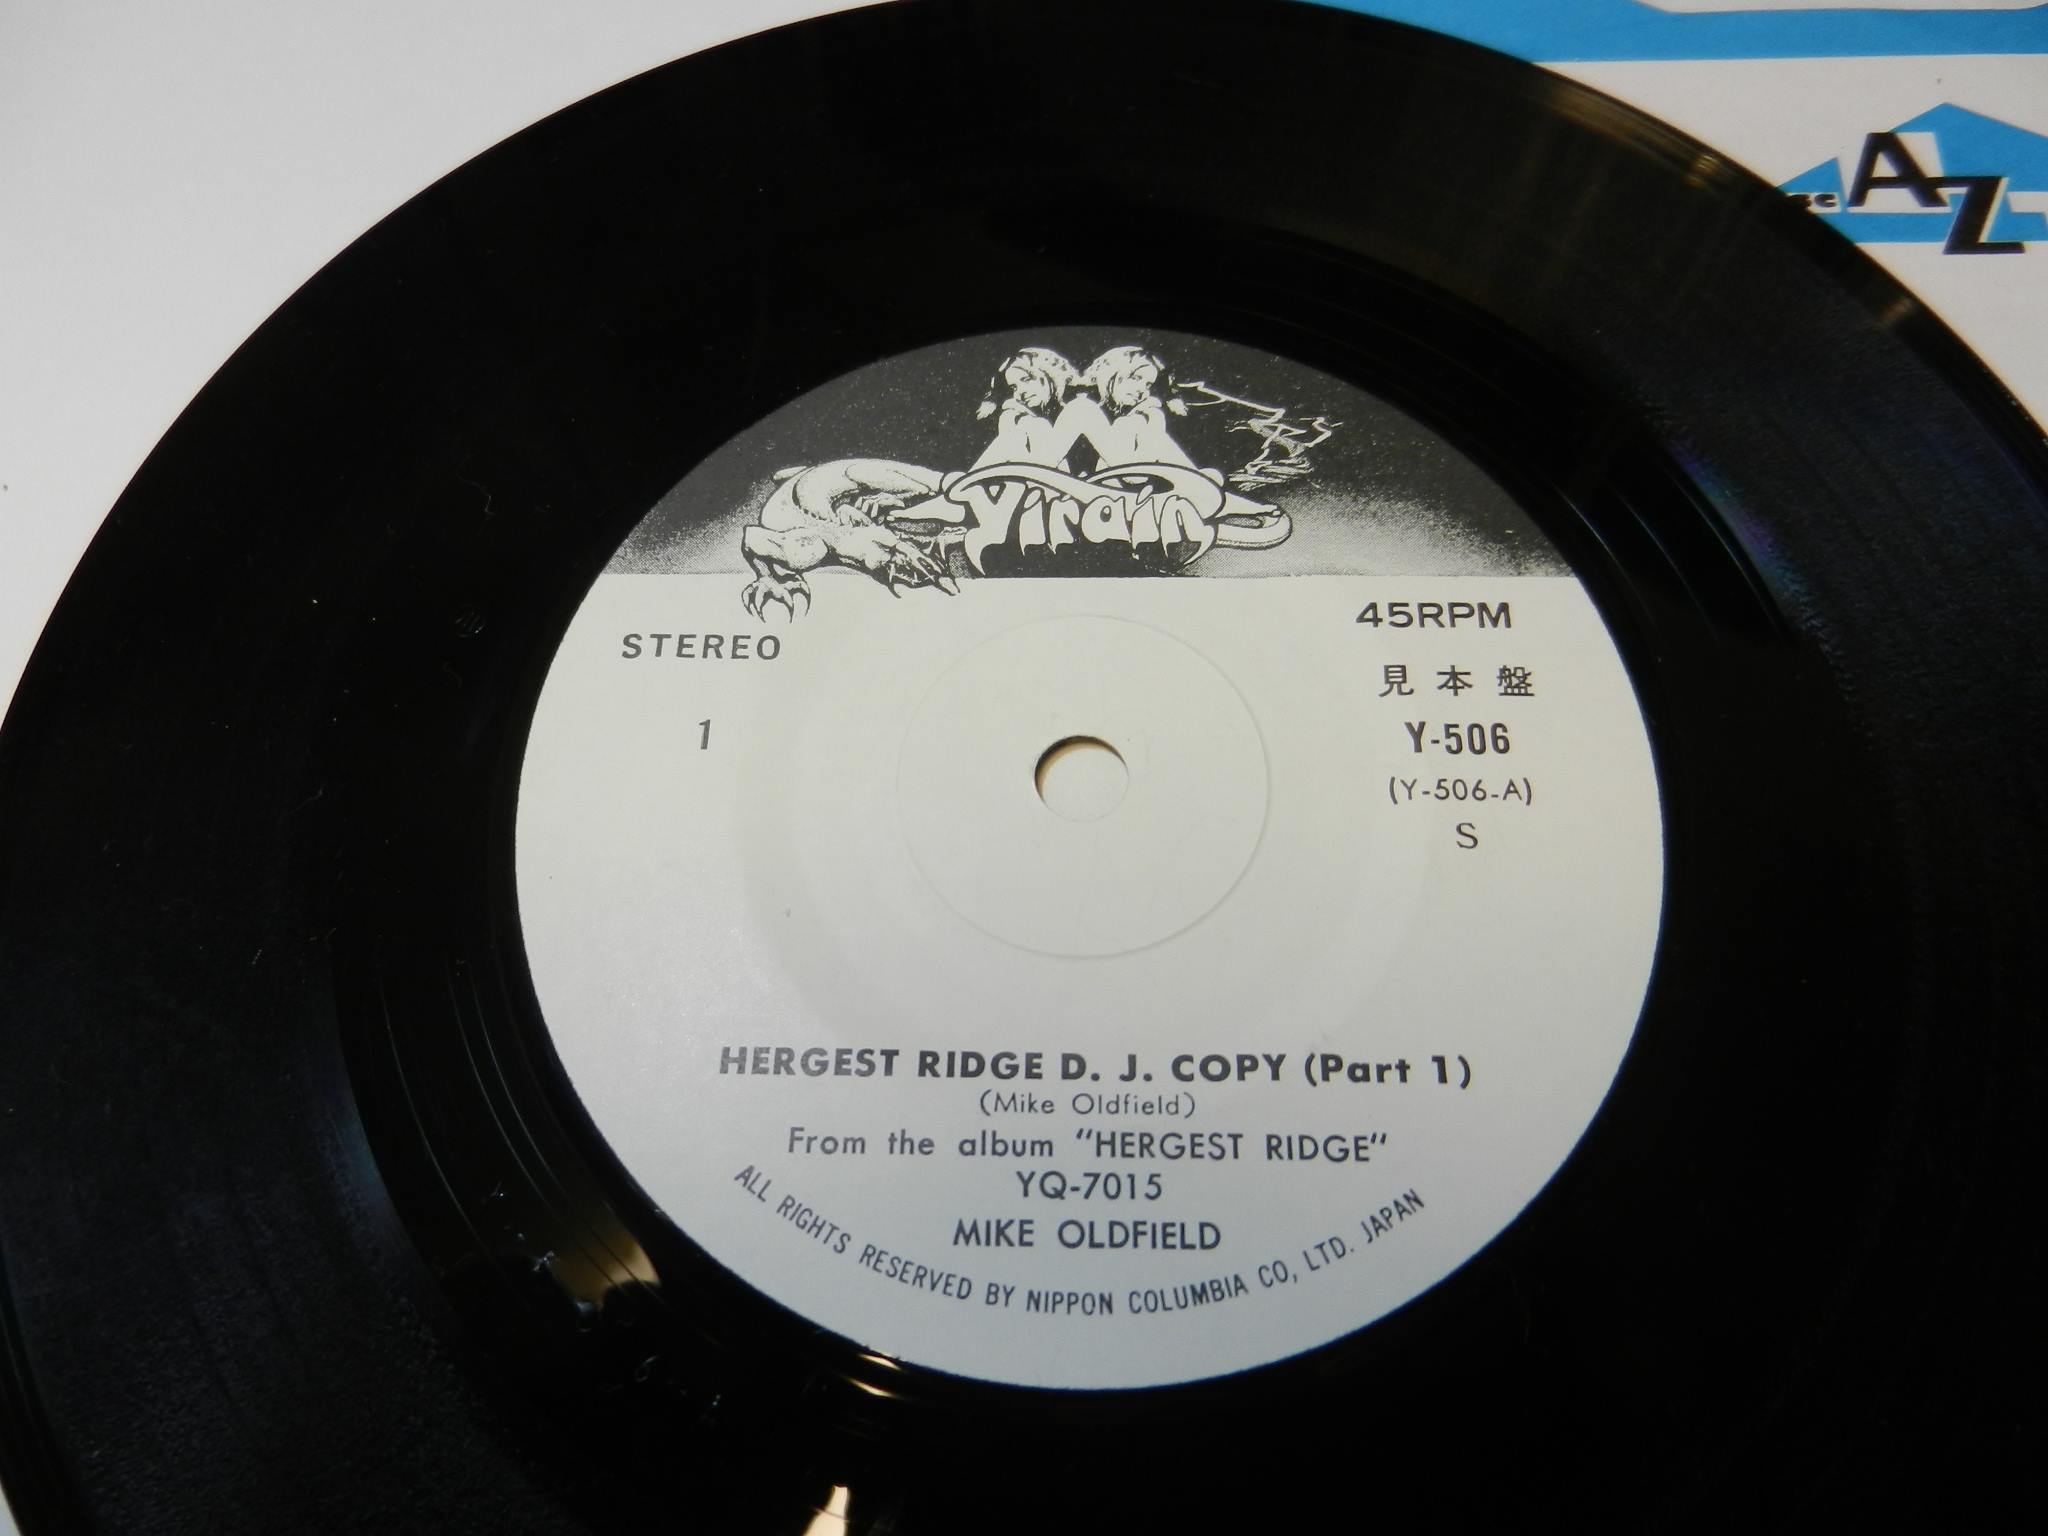 AZ
Virgin
45RPM
STEREO
見本盤
1
Y-506
(Y-506-A)
S
HERGEST RIDGE D. J. COPY (Part 1)
(Mike Oldfield)
From the album "HERGEST RIDGE"
YQ-7015
MIKE OLDFIELD
ALL RIGHTS RESERVED BY NIPPON COLUMBIA CO, LTD. JAPAN